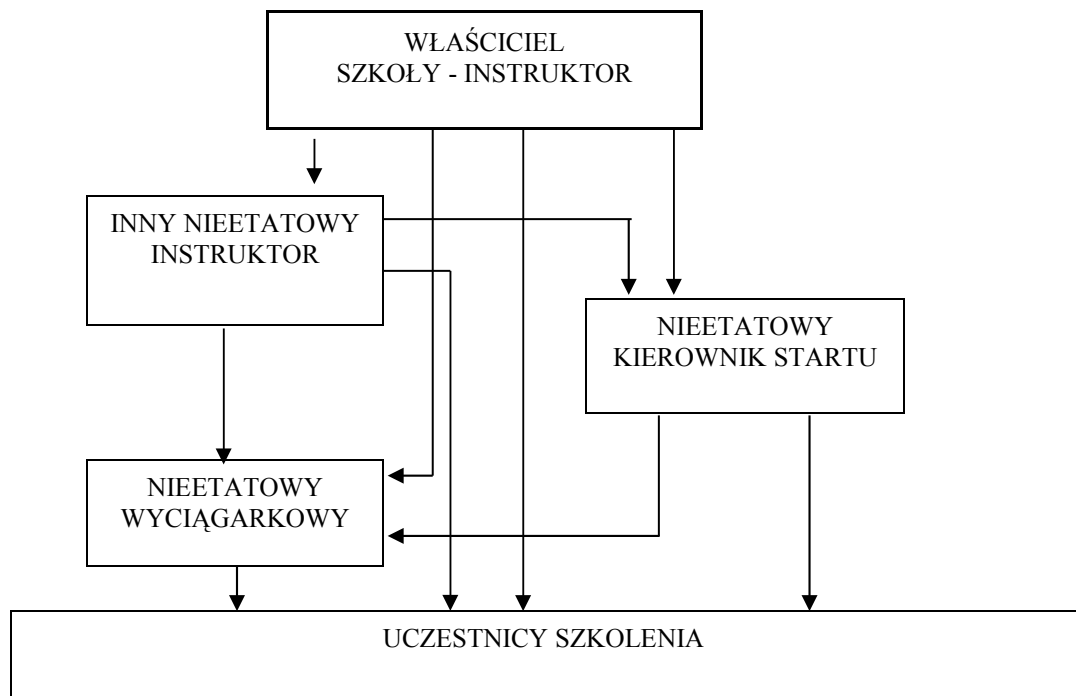 WŁAŚCICIEL
SZKOŁY - INSTRUKTOR
INNY NIEETATOWY
INSTRUKTOR
NIEETATOWY
KIEROWNIK STARTU
NIEETATOWY
WYCIĄGARKOWY
UCZESTNICY SZKOLENIA